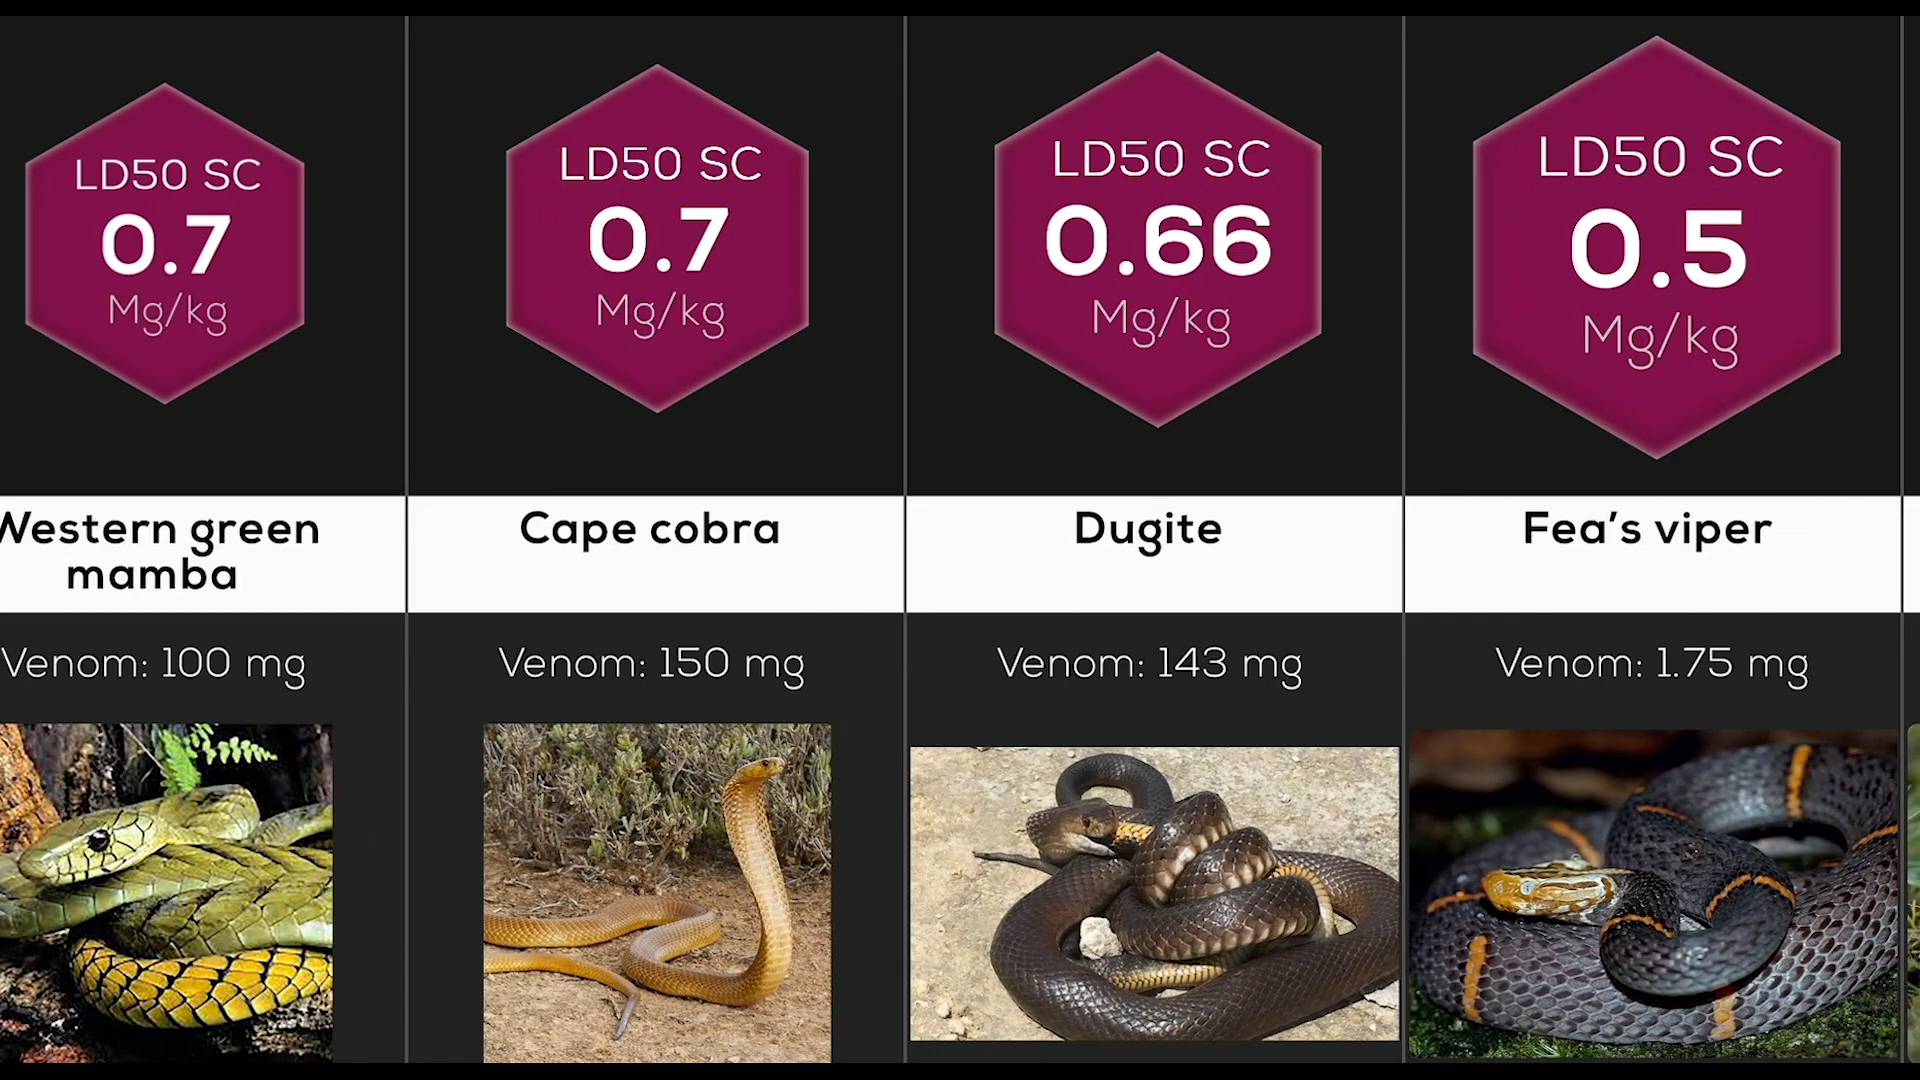 LD50 SC
0.7
Mg/kg
Western green
mamba
Venom: 100 mg
LD50 SC
0.7
Mg/kg
Cape cobra
Venom: 150 mg
LD50 SC
0.66
Mg/kg
Dugite
Venom: 143 mg
LD50 SC
0.5
Mg/kg
Fea's viper
Venom: 1.75 mg